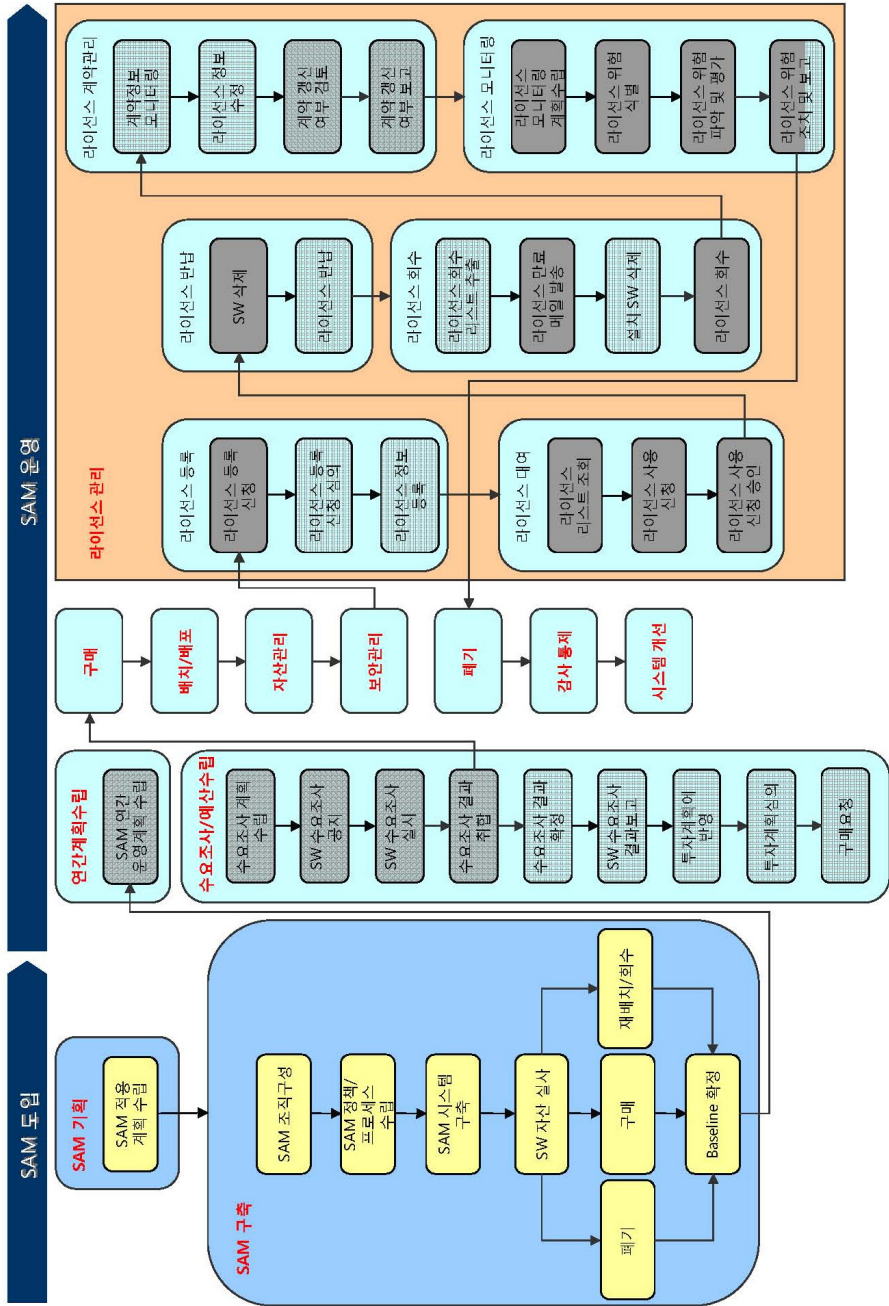 SAM 도입
SAM 운영
SAM 기획
SAM 적용
계획 수립
SAM 구축
SAM 조직구성
SAM 정책/
프로세스
수립
SAM 시스템
구축
SW 자산 실사
폐기
구매
재배치/회수
Baseline 확정
연간계획수립
SAM 연간
운영계획 수립
수요조사/예산수립
수요조사 계획
수립
SW 수요조사
공지
SW 수요조사
실시
수요조사 결과
취합
수요조사 결과
확정
SW 수요조사
결과보고
투자계획에
반영
투자계획심의
구매요청
구매
배치/배포
자산관리
보안관리
폐기
감사 통제
시스템 개선
라이선스 관리
라이선스 등록
라이선스 등록
신청
라이선스 등록
신청 심의
라이선스 정보
등록
라이선스 대여
라이선스
리스트 조회
라이선스 사용
신청
라이선스 사용
신청 승인
라이선스 반납
SW 삭제
라이선스 반납
라이선스 회수
라이선스 회수
리스트 추출
라이선스 만료
메일 발송
설치 SW 삭제
라이선스 회수
라이선스 계약관리
계약정보
모니터링
라이선스 정보
수정
계약 갱신
여부 검토
계약 갱신
여부 보고
라이선스 모니터링
라이선스
모니터링
계획수립
라이선스 위험
식별
라이선스 위험
파악 및 평가
라이선스 위험
조치 및 보고